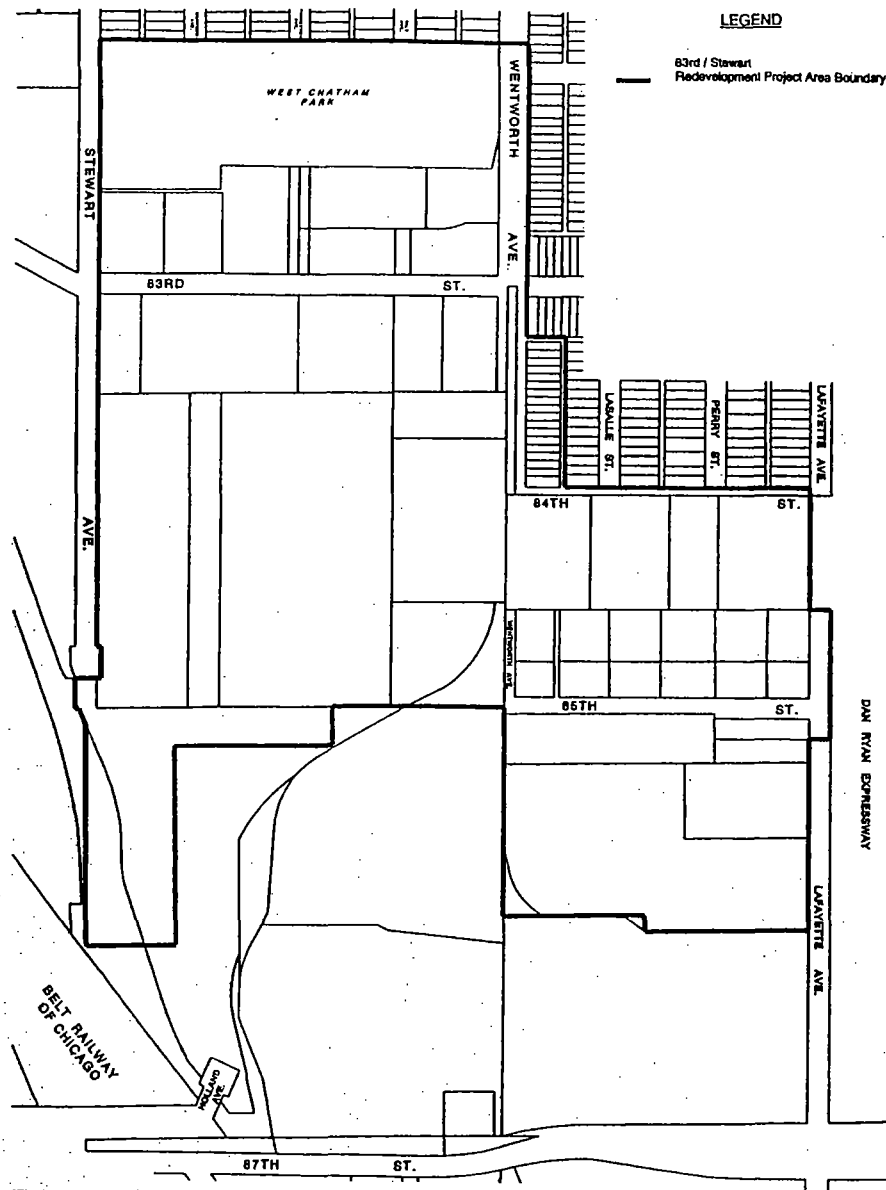 LEGEND
83rd / Stewart
Redevelopment Project Area Boundary
WEST CHATHAM
PARK
WENTWORTH
AVE.
STEWART
AVE.
83RD ST.
LASALLE ST.
PERRY ST.
LAFAYETTE AVE.
84TH ST.
WENTWORTH AVE.
85TH ST.
DAN RYAN EXPRESSWAY
LAFAYETTE AVE.
BELT RAILWAY
OF CHICAGO
HOLLAND
AVE.
87TH ST.